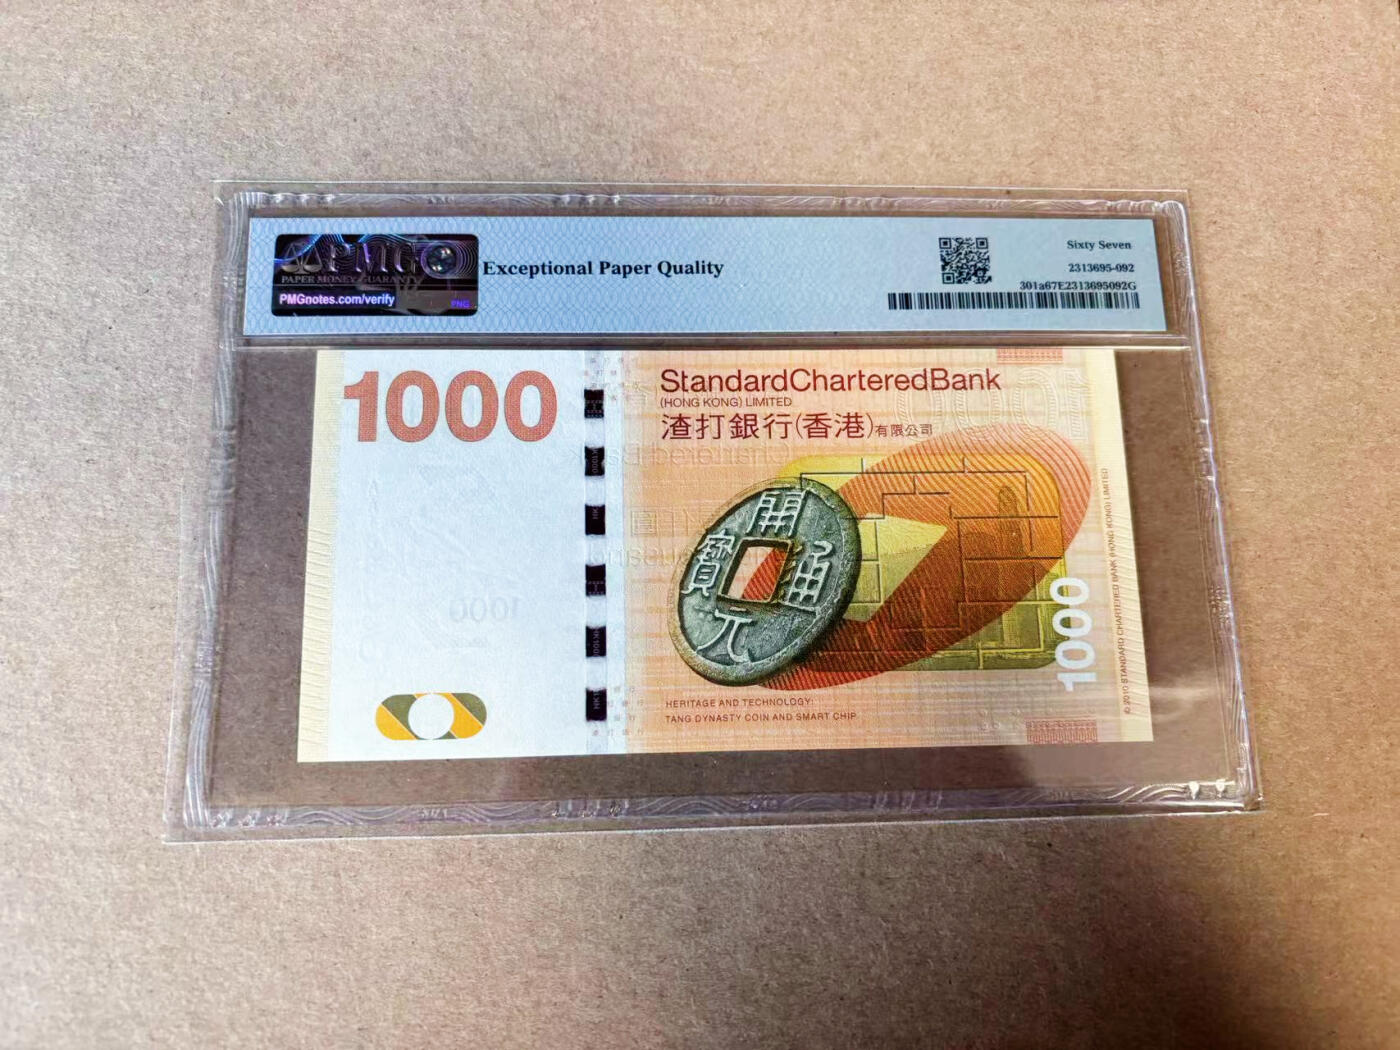 PMG
PAPER MONEY GUARANTY
PMGnotes.com/verify
PNG
Exceptional Paper Quality
Sixty Seven
2313695-092
301a67E2313695092G
1000
StandardCharteredBank
(HONG KONG) LIMITED
渣打銀行(香港)有限公司
開
寶 通
元
1000
1000
HERITAGE AND TECHNOLOGY:
TANG DYNASTY COIN AND SMART CHIP
© 2010 STANDARD CHARTERED BANK (HONG KONG) LIMITED